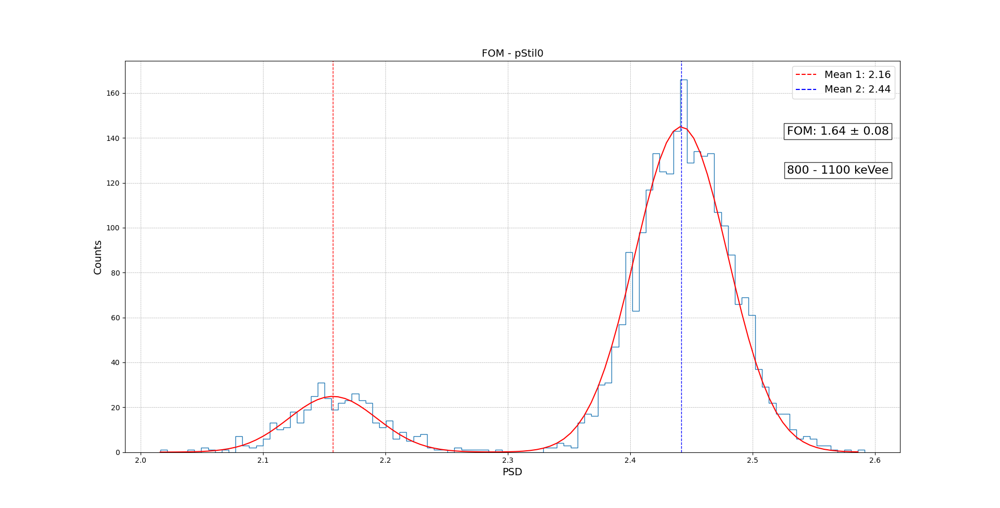 FOM - pStil0
Mean 1: 2.16
Mean 2: 2.44
FOM: 1.64 ± 0.08
800 - 1100 keVee
Counts
160
140
120
100
80
60
40
20
0
2.0 2.1 2.2 2.3 2.4 2.5 2.6
PSD